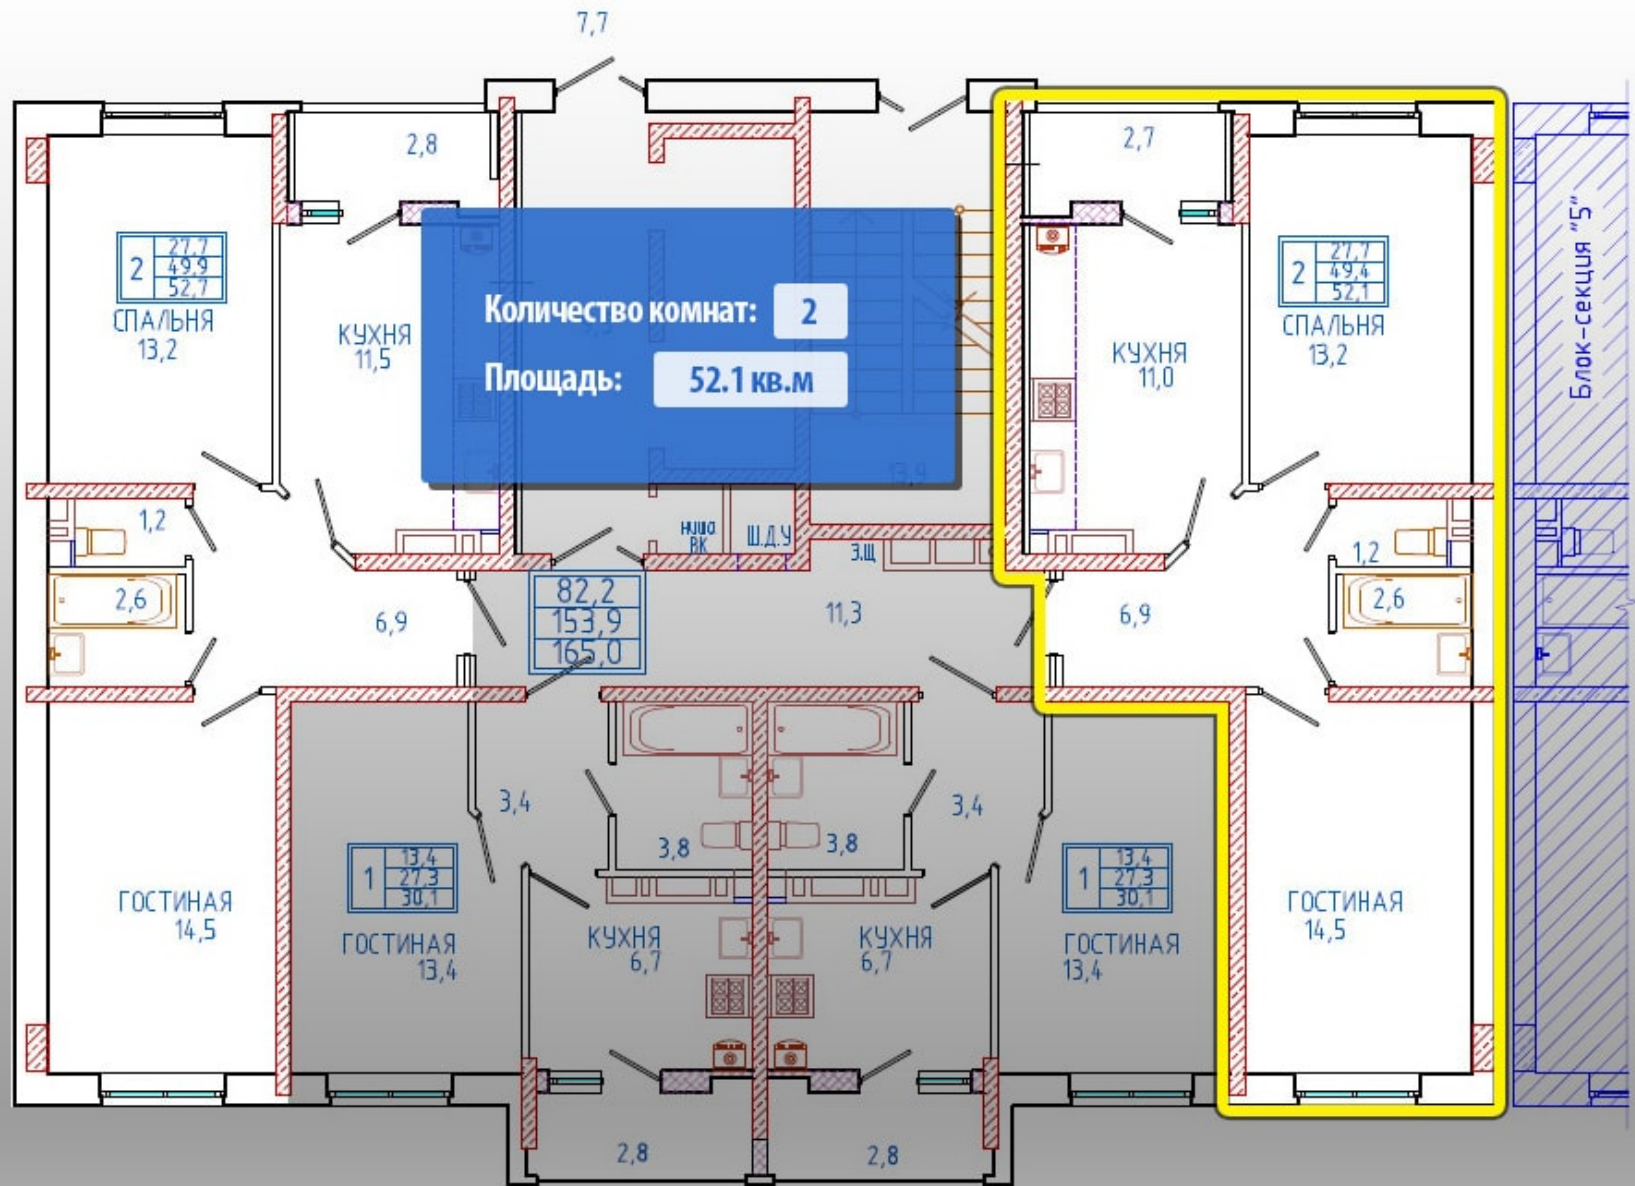 7,7
2,8
2,7
2
27,7
49,9
52,7
СПАЛЬНЯ
13,2
КУХНЯ
11,5
Количество комнат: 2
Площадь: 52.1 кв.м
13,9
КУХНЯ
11,0
2
27,7
49,4
52,1
СПАЛЬНЯ
13,2
Блок-секция "5"
1,2
2,6
6,9
ниша
ВК
Ш.Д.У
Э.Щ
82,2
153,9
165,0
11,3
6,9
1,2
2,6
ГОСТИНАЯ
14,5
3,4
3,8
3,8
3,4
1
13,4
27,3
30,1
ГОСТИНАЯ
13,4
КУХНЯ
6,7
КУХНЯ
6,7
1
13,4
27,3
30,1
ГОСТИНАЯ
13,4
ГОСТИНАЯ
14,5
2,8
2,8